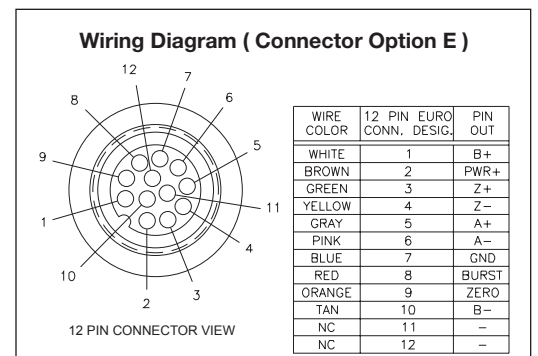 Wiring Diagram ( Connector Option E )
12
7
8
6
9
5
1
11
4
10
3
2
12 PIN CONNECTOR VIEW
WIRE COLOR 12 PIN EURO CONN. DESIG. PIN OUT
WHITE 1 B+
BROWN 2 PWR+
GREEN 3 Z+
YELLOW 4 Z–
GRAY 5 A+
PINK 6 A–
BLUE 7 GND
RED 8 BURST
ORANGE 9 ZERO
TAN 10 B–
NC 11 –
NC 12 –